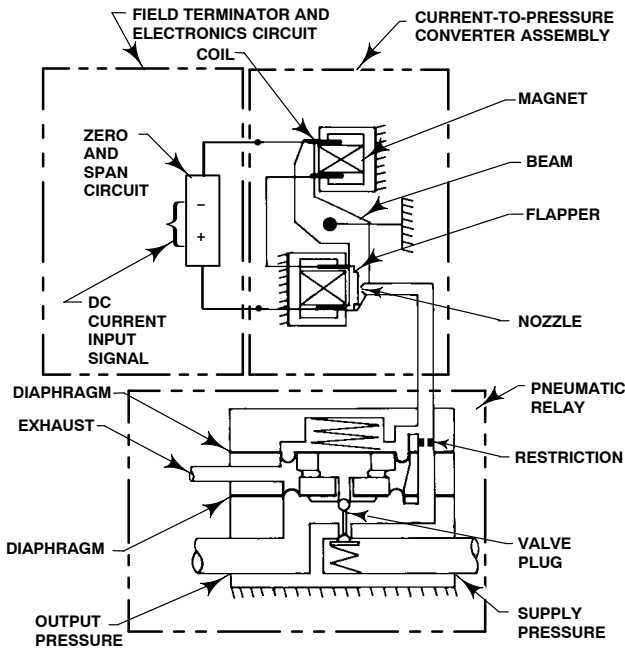 FIELD TERMINATOR AND
ELECTRONICS CIRCUIT
COIL
CURRENT-TO-PRESSURE
CONVERTER ASSEMBLY
MAGNET
ZERO
AND
SPAN
CIRCUIT
BEAM
FLAPPER
−
+
DC
CURRENT
INPUT
SIGNAL
NOZZLE
DIAPHRAGM
PNEUMATIC
RELAY
EXHAUST
RESTRICTION
DIAPHRAGM
VALVE
PLUG
OUTPUT
PRESSURE
SUPPLY
PRESSURE